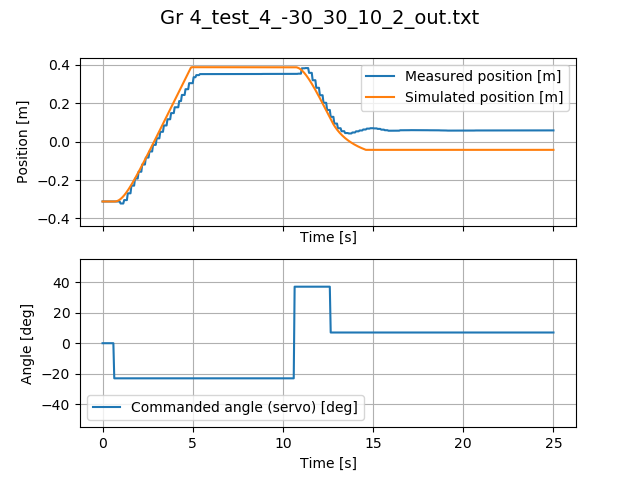 Gr 4_test_4_-30_30_10_2_out.txt
0.4
0.2
0.0
−0.2
−0.4
Position [m]
Measured position [m]
Simulated position [m]
Time [s]
40
20
0
−20
−40
Angle [deg]
Commanded angle (servo) [deg]
0 5 10 15 20 25
Time [s]